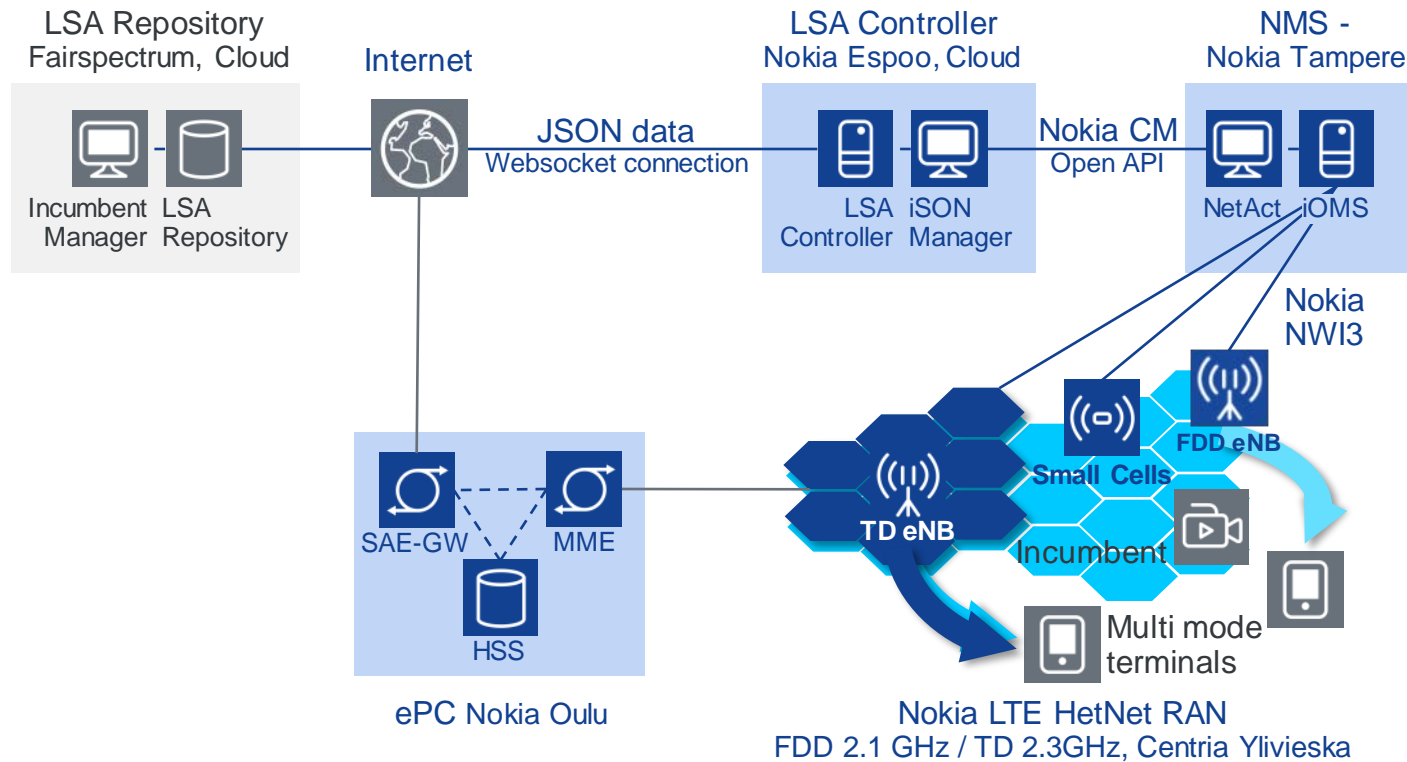 LSA Repository
Fairspectrum, Cloud
Internet
LSA Controller
Nokia Espoo, Cloud
NMS -
Nokia Tampere
JSON data
Websocket connection
Nokia CM
Open API
Incumbent
Manager
LSA
Repository
LSA
Controller
iSON
Manager
NetAct
iOMS
Nokia
NWI3
FDD eNB
Small Cells
TD eNB
Incumbent
SAE-GW
MME
HSS
Multi mode
terminals
ePC Nokia Oulu
Nokia LTE HetNet RAN
FDD 2.1 GHz / TD 2.3GHz, Centria Ylivieska